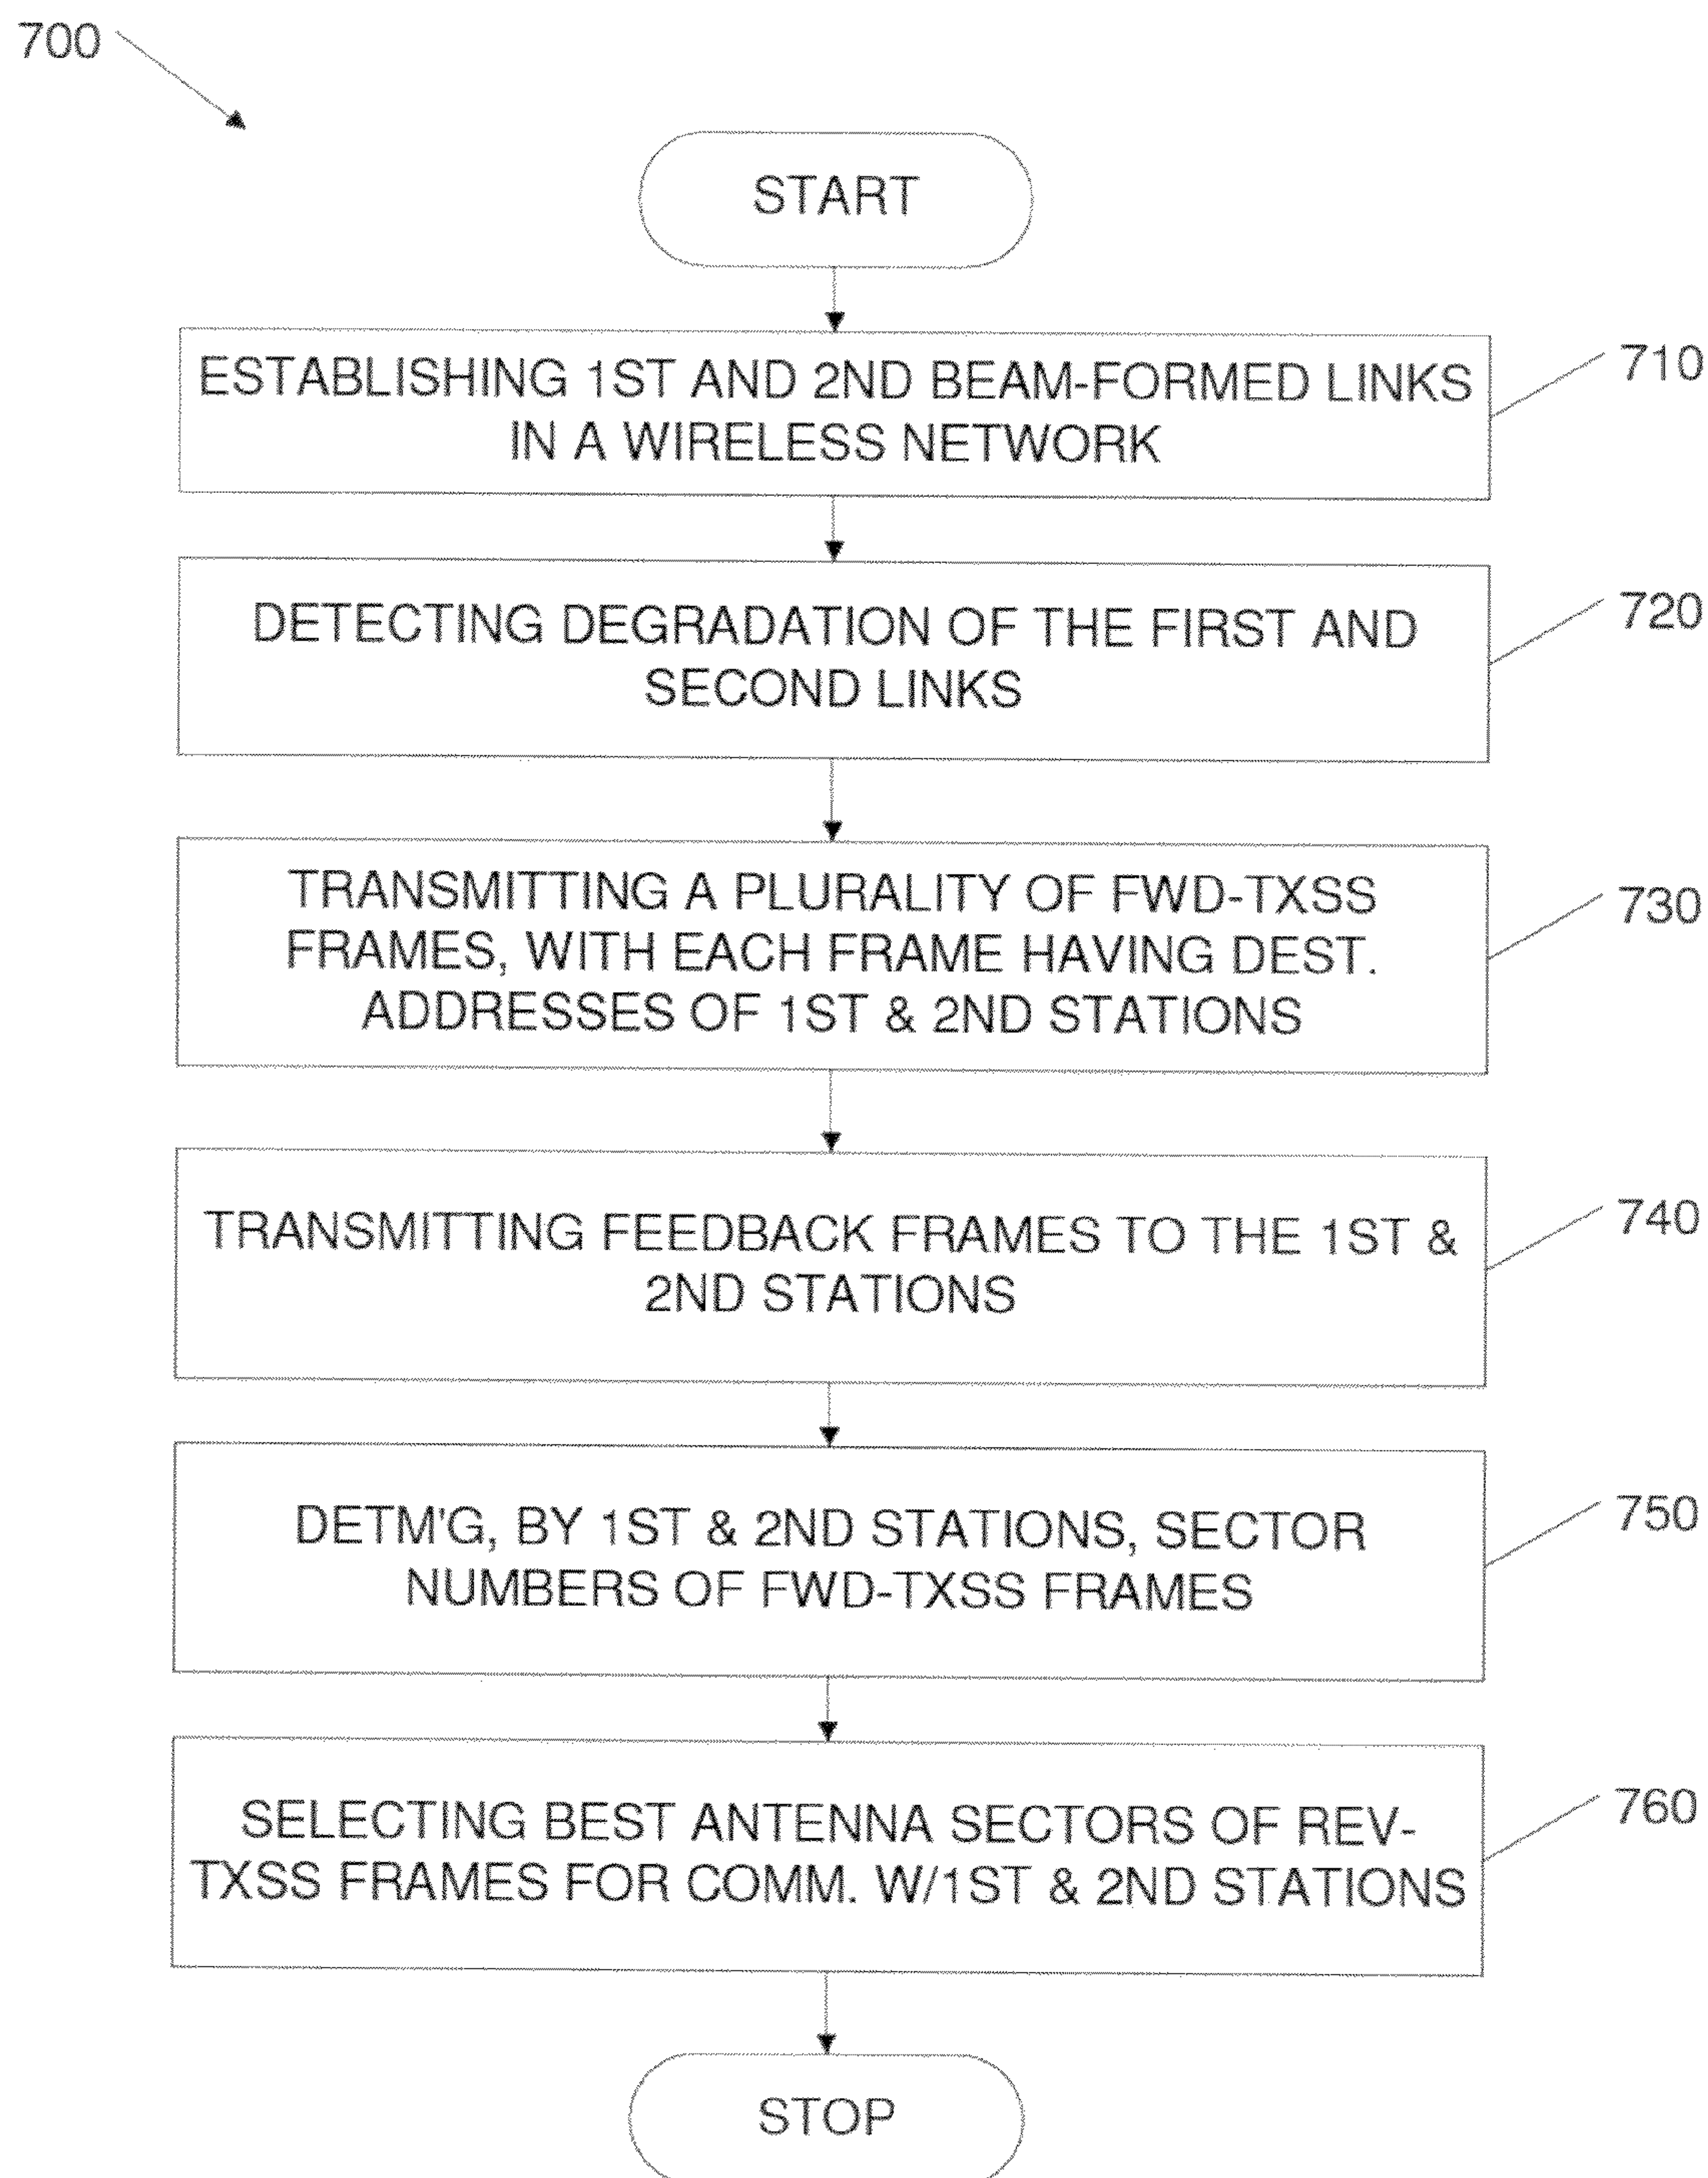 700
START
ESTABLISHING 1ST AND 2ND BEAM-FORMED LINKS
IN A WIRELESS NETWORK
710
DETECTING DEGRADATION OF THE FIRST AND
SECOND LINKS
720
TRANSMITTING A PLURALITY OF FWD-TXSS
FRAMES, WITH EACH FRAME HAVING DEST.
ADDRESSES OF 1ST & 2ND STATIONS
730
TRANSMITTING FEEDBACK FRAMES TO THE 1ST &
2ND STATIONS
740
DETM'G, BY 1ST & 2ND STATIONS, SECTOR
NUMBERS OF FWD-TXSS FRAMES
750
SELECTING BEST ANTENNA SECTORS OF REV-
TXSS FRAMES FOR COMM. W/1ST & 2ND STATIONS
760
STOP